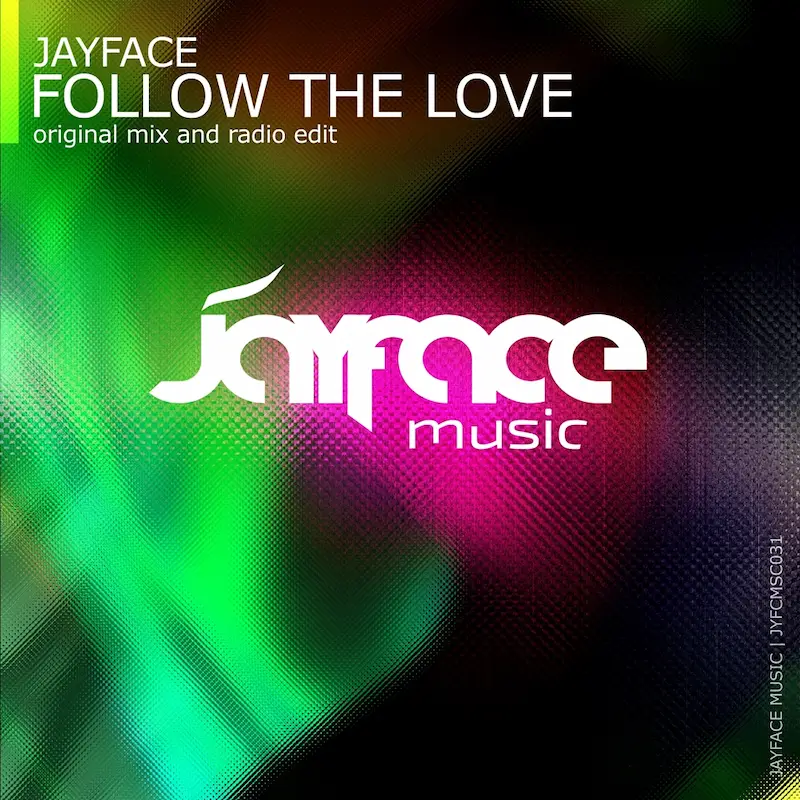 JAYFACE
FOLLOW THE LOVE
original mix and radio edit
jayface
music
JAYFACE MUSIC | JYFCMSC031